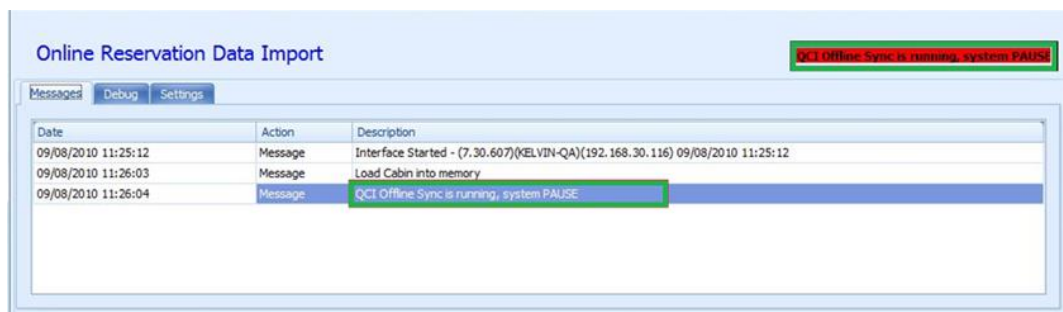 Online Reservation Data Import
QCI Offline Sync is running, system PAUSE
Messages Debug Settings
Date Action Description
09/08/2010 11:25:12 Message Interface Started - (7.30.607)(KELVIN-QA)(192.168.30.116) 09/08/2010 11:25:12
09/08/2010 11:26:03 Message Load Cabin into memory
09/08/2010 11:26:04 Message QCI Offline Sync is running, system PAUSE